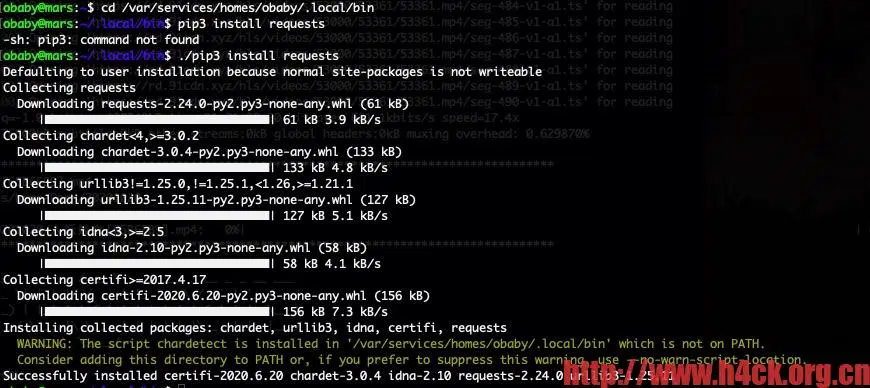 obaby@mars:~$ cd /var/services/homes/obaby/.local/bin
obaby@mars:~/.local/bin$ pip3 install requests
-sh: pip3: command not found
obaby@mars:~/.local/bin$ ./pip3 install requests
Defaulting to user installation because normal site-packages is not writeable
Collecting requests
Downloading requests-2.24.0-py2.py3-none-any.whl (61 kB)
|████████████████████████████████| 61 kB 3.9 kB/s
Collecting chardet<4,>=3.0.2
Downloading chardet-3.0.4-py2.py3-none-any.whl (133 kB)
|████████████████████████████████| 133 kB 4.8 kB/s
Collecting urllib3!=1.25.0,!=1.25.1,<1.26,>=1.21.1
Downloading urllib3-1.25.11-py2.py3-none-any.whl (127 kB)
|████████████████████████████████| 127 kB 5.1 kB/s
Collecting idna<3,>=2.5
Downloading idna-2.10-py2.py3-none-any.whl (58 kB)
|████████████████████████████████| 58 kB 4.1 kB/s
Collecting certifi>=2017.4.17
Downloading certifi-2020.6.20-py2.py3-none-any.whl (156 kB)
|████████████████████████████████| 156 kB 7.3 kB/s
Installing collected packages: chardet, urllib3, idna, certifi, requests
WARNING: The script chardetect is installed in '/var/services/homes/obaby/.local/bin' which is not on PATH.
Consider adding this directory to PATH or, if you prefer to suppress this warning, use --no-warn-script-location.
Successfully installed certifi-2020.6.20 chardet-3.0.4 idna-2.10 requests-2.24.0 urllib3-1.25.11
http://www.h4ck.org.cn